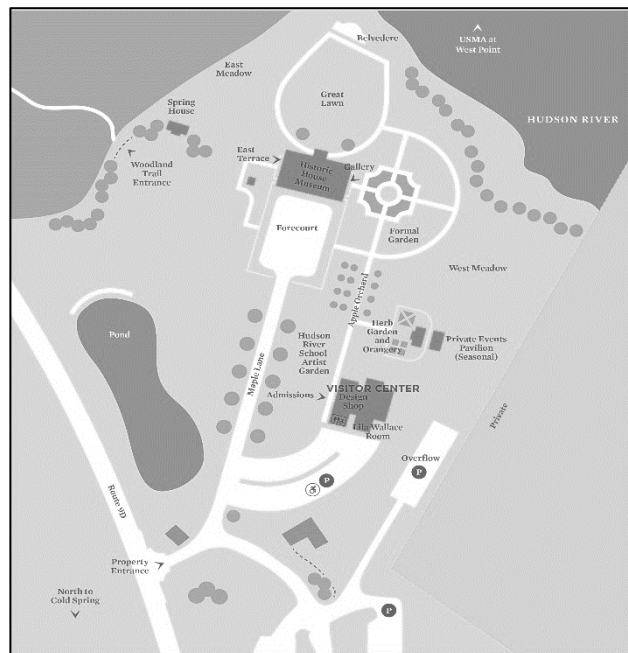 USMA at
West Point
Belvedere
East
Meadow
Great
Lawn
Spring
House
HUDSON RIVER
East
Terrace
Gallery
Woodland
Trail
Entrance
Historic
House
Museum
Forecourt
Formal
Garden
West Meadow
Apple Orchard
Pond
Hudson
River
School
Artist
Garden
Herb
Garden
and
Orangery
Private Events
Pavilion
(Seasonal)
Maple Lane
VISITOR CENTER
Admissions
Design
Shop
Lila Wallace
Room
Private
Overflow
P
P
Route 9D
Property
Entrance
North to
Cold Spring
P